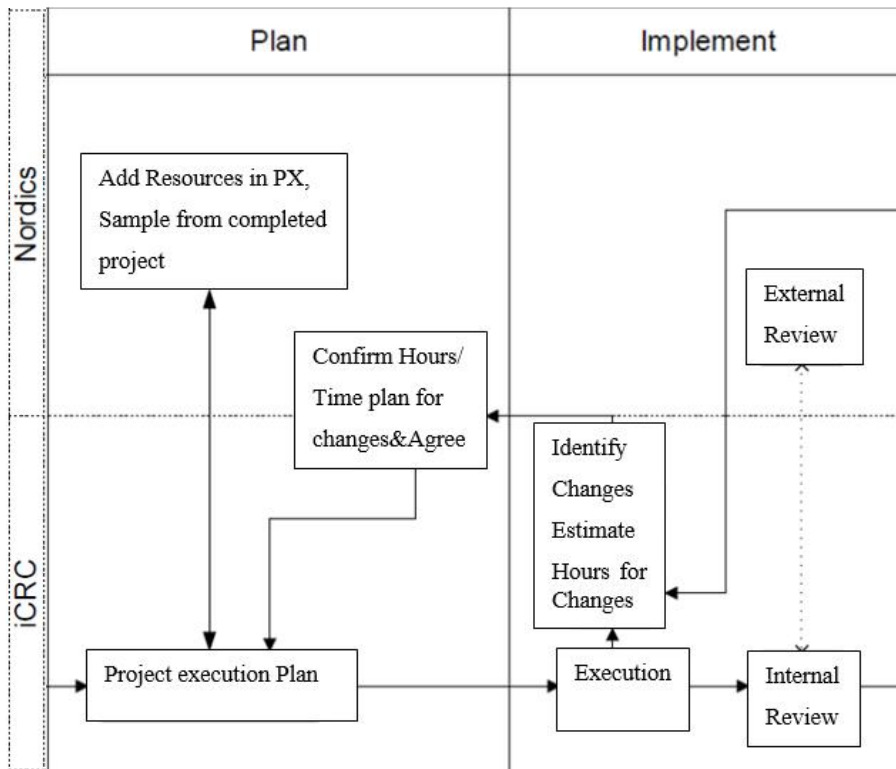 Plan
Implement
Nordics
Add Resources in PX,
Sample from completed
project
External
Review
Confirm Hours/
Time plan for
changes&Agree
Identify
Changes
Estimate
Hours for
Changes
iCRC
Project execution Plan
Execution
Internal
Review